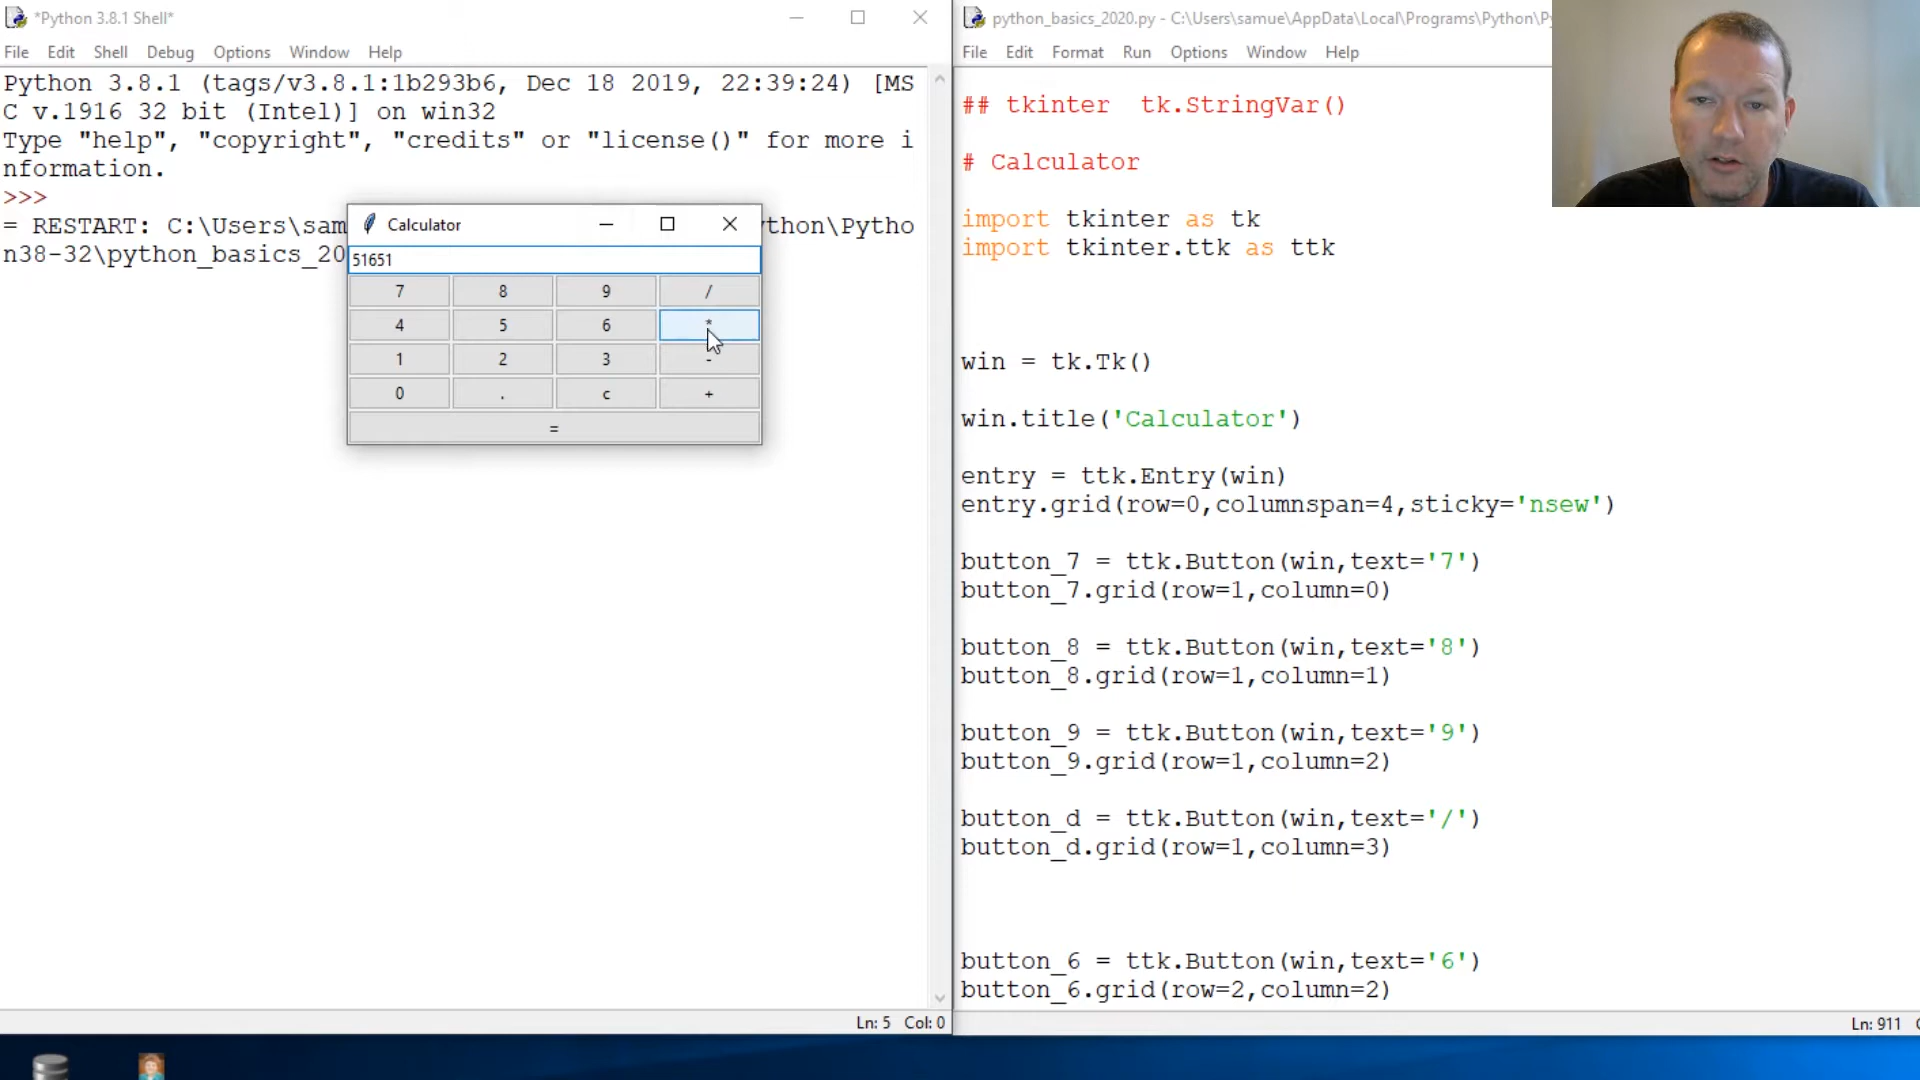 *Python 3.8.1 Shell*
File Edit Shell Debug Options Window Help
Python 3.8.1 (tags/v3.8.1:1b293b6, Dec 18 2019, 22:39:24) [MS
C v.1916 32 bit (Intel)] on win32
Type "help", "copyright", "credits" or "license()" for more i
nformation.
>>>
= RESTART: C:\Users\sam
ython\Pytho
n38-32\python_basics_20
Calculator
51651
7 8 9 /
4 5 6 *
1 2 3 -
0 . c +
=
Ln: 5 Col: 0
python_basics_2020.py - C:\Users\samue\AppData\Local\Programs\Python\Py
File Edit Format Run Options Window Help
## tkinter  tk.StringVar()
# Calculator
import tkinter as tk
import tkinter.ttk as ttk
win = tk.Tk()
win.title('Calculator')
entry = ttk.Entry(win)
entry.grid(row=0,columnspan=4,sticky='nsew')
button_7 = ttk.Button(win,text='7')
button_7.grid(row=1,column=0)
button_8 = ttk.Button(win,text='8')
button_8.grid(row=1,column=1)
button_9 = ttk.Button(win,text='9')
button_9.grid(row=1,column=2)
button_d = ttk.Button(win,text='/')
button_d.grid(row=1,column=3)
button_6 = ttk.Button(win,text='6')
button_6.grid(row=2,column=2)
Ln: 911